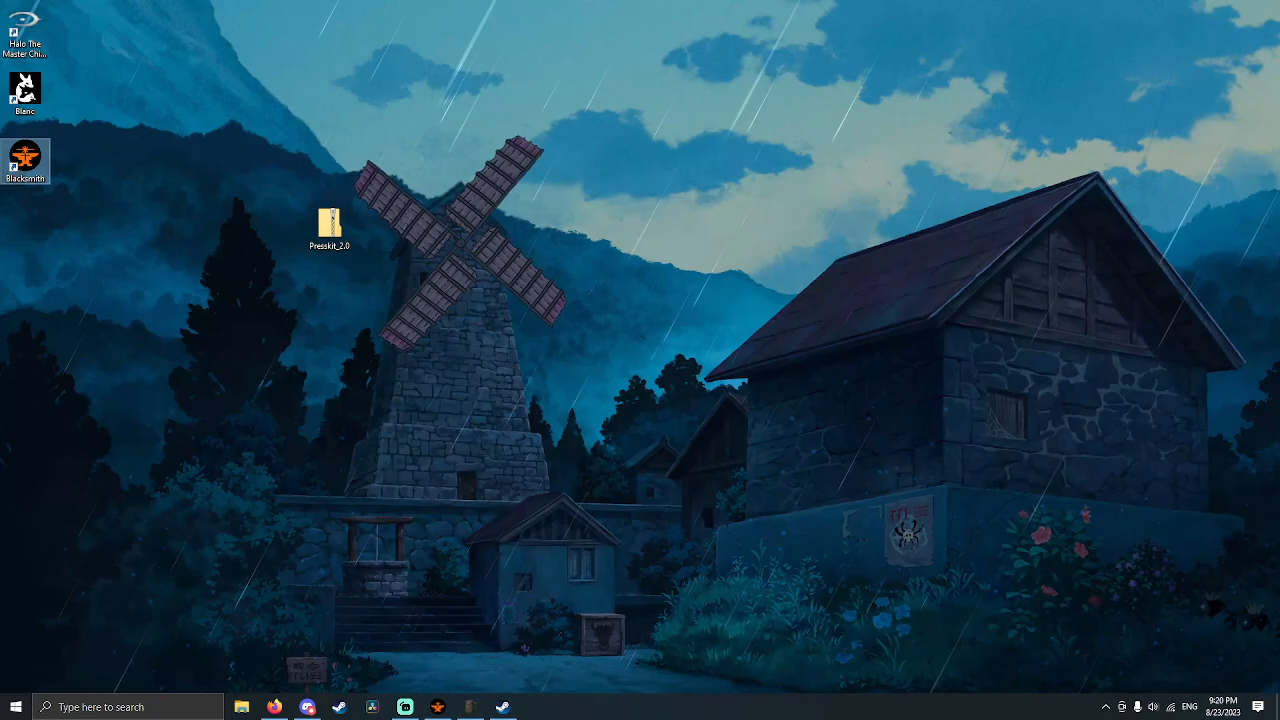 Halo The
Master Chi...
Blanc
Blacksmith
Presskit_2.0
Type here to search
ENG
9:20 PM
8/23/2023